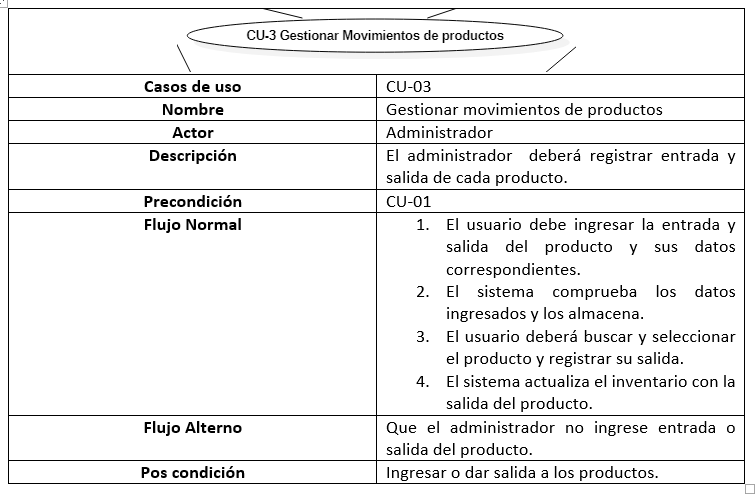 CU-3 Gestionar Movimientos de productos
Casos de uso CU-03
Nombre Gestionar movimientos de productos
Actor Administrador
Descripción El administrador deberá registrar entrada y
salida de cada producto.
Precondición CU-01
Flujo Normal 1. El usuario debe ingresar la entrada y
salida del producto y sus datos
correspondientes.
2. El sistema comprueba los datos
ingresados y los almacena.
3. El usuario deberá buscar y seleccionar
el producto y registrar su salida.
4. El sistema actualiza el inventario con la
salida del producto.
Flujo Alterno Que el administrador no ingrese entrada o
salida del producto.
Pos condición Ingresar o dar salida a los productos.